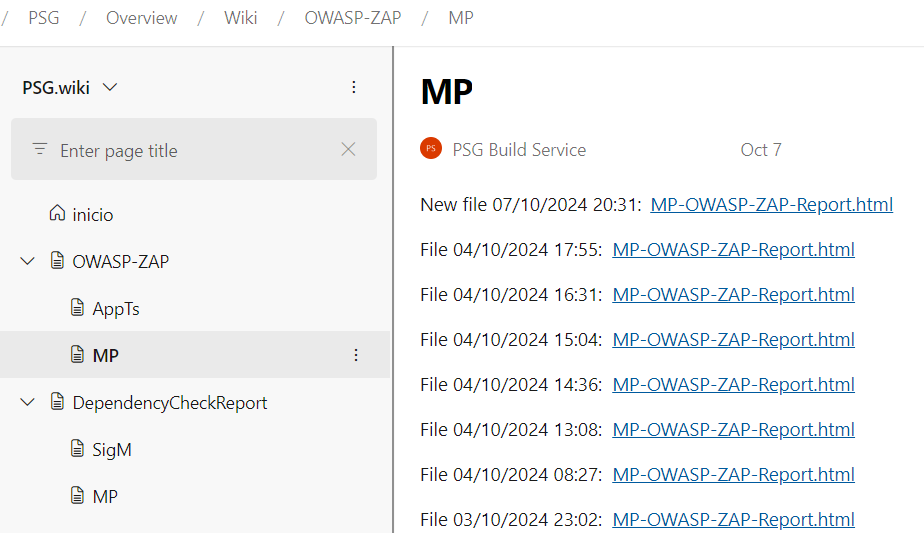 / PSG / Overview / Wiki / OWASP-ZAP / MP
PSG.wiki
Enter page title
inicio
OWASP-ZAP
AppTs
MP
DependencyCheckReport
SigM
MP
MP
PS PSG Build Service Oct 7
New file 07/10/2024 20:31: MP-OWASP-ZAP-Report.html
File 04/10/2024 17:55: MP-OWASP-ZAP-Report.html
File 04/10/2024 16:31: MP-OWASP-ZAP-Report.html
File 04/10/2024 15:04: MP-OWASP-ZAP-Report.html
File 04/10/2024 14:36: MP-OWASP-ZAP-Report.html
File 04/10/2024 13:08: MP-OWASP-ZAP-Report.html
File 04/10/2024 08:27: MP-OWASP-ZAP-Report.html
File 03/10/2024 23:02: MP-OWASP-ZAP-Report.html